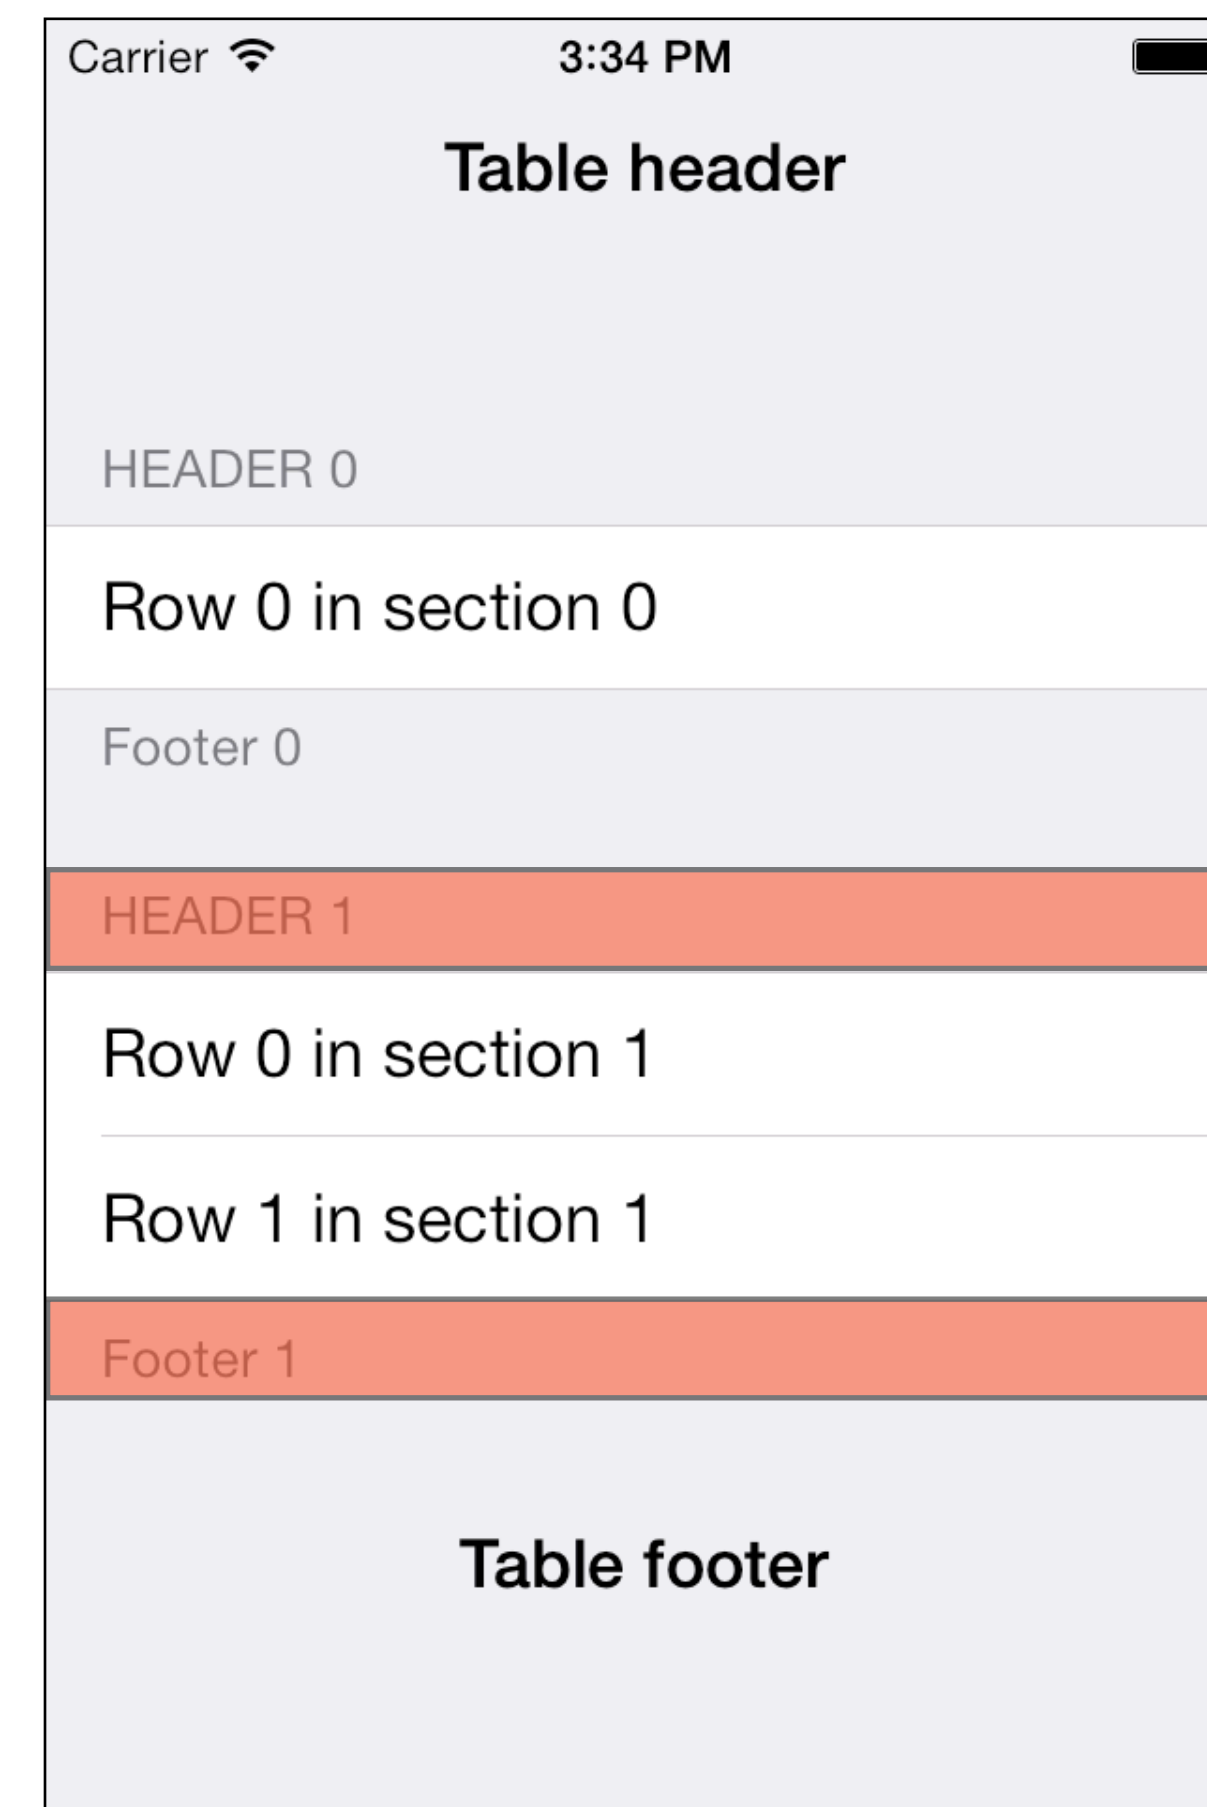 Carrier 3:34 PM
Table header
HEADER 0
Row 0 in section 0
Footer 0
HEADER 1
Row 0 in section 1
Row 1 in section 1
Footer 1
Table footer